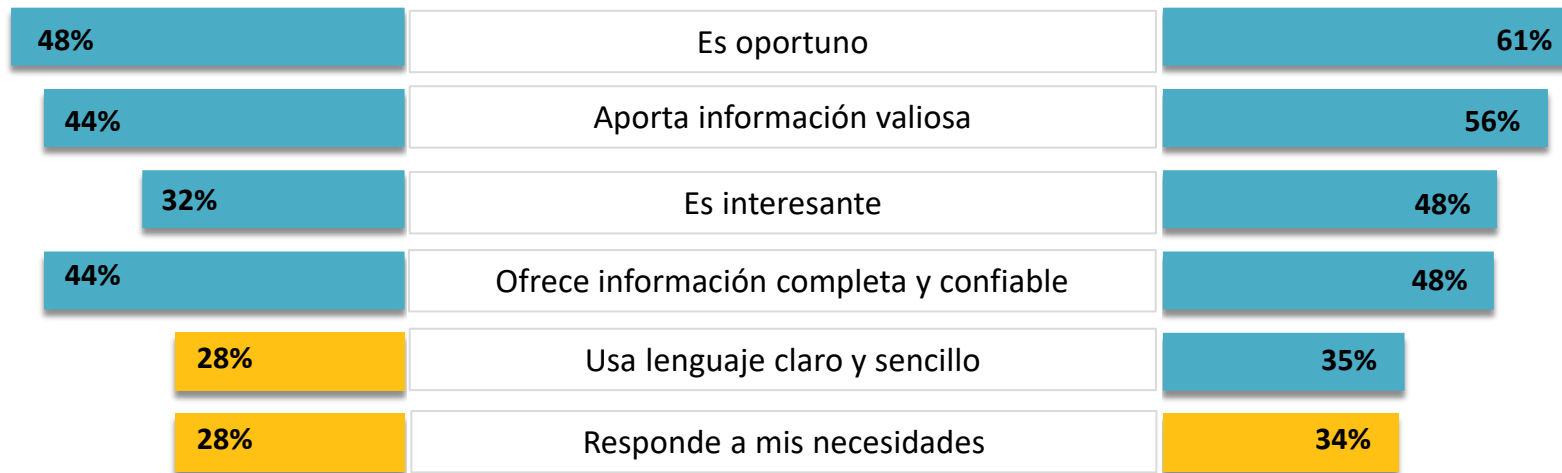 48% Es oportuno 61%
44% Aporta información valiosa 56%
32% Es interesante 48%
44% Ofrece información completa y confiable 48%
28% Usa lenguaje claro y sencillo 35%
28% Responde a mis necesidades 34%